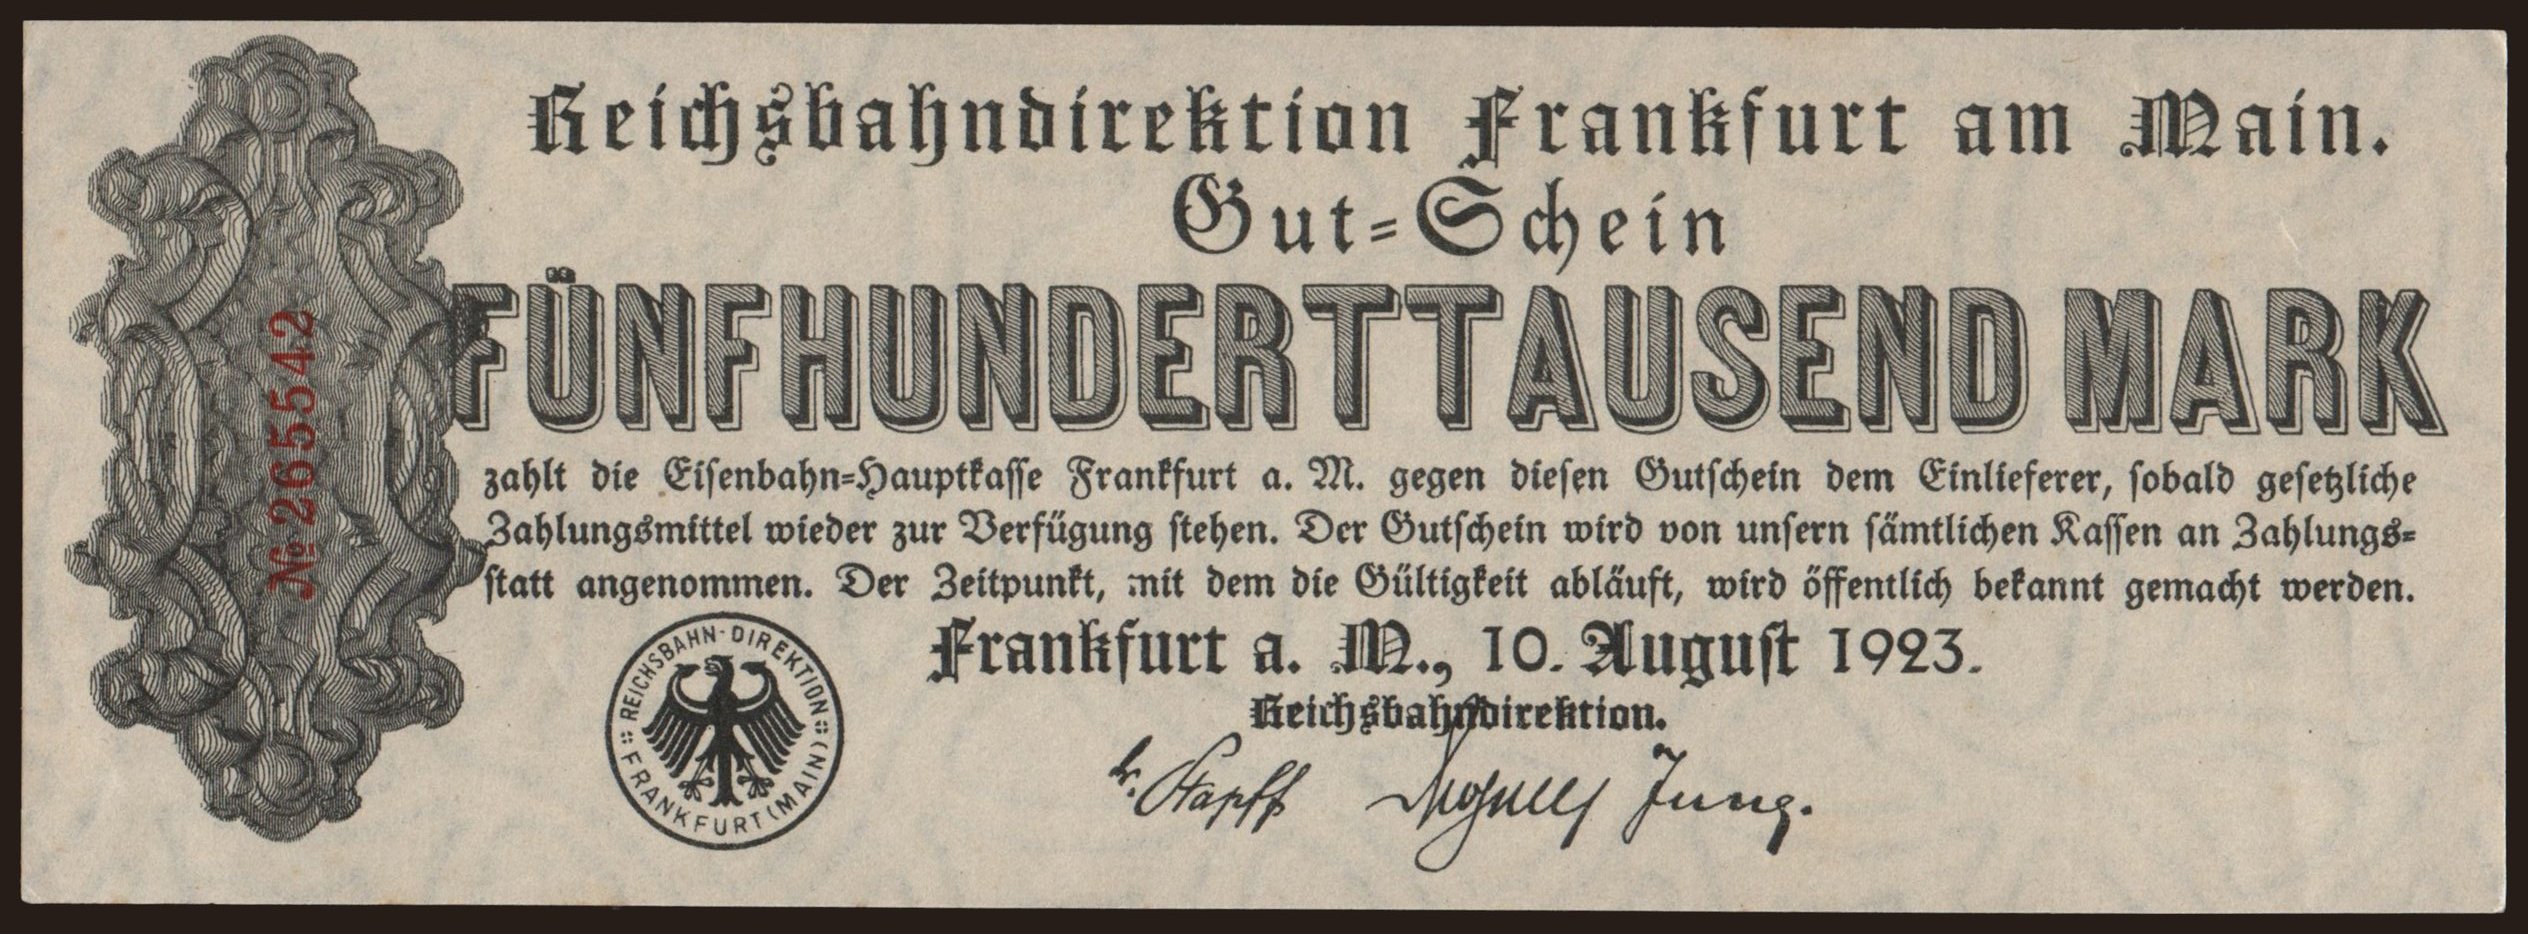 Reichsbahndirektion Frankfurt am Main.
Gut=Schein
FÜNFHUNDERTTAUSEND MARK
zahlt die Eisenbahn=Hauptkasse Frankfurt a. M. gegen diesen Gutschein dem Einlieferer, sobald gesetzliche
Zahlungsmittel wieder zur Verfügung stehen. Der Gutschein wird von unsern sämtlichen Kassen an Zahlungs=
statt angenommen. Der Zeitpunkt, mit dem die Gültigkeit abläuft, wird öffentlich bekannt gemacht werden.
Frankfurt a. M., 10. August 1923.
Reichsbahndirektion.
Jung.
REICHSBAHN-DIREKTION
FRANKFURT (MAIN)
№ 265542